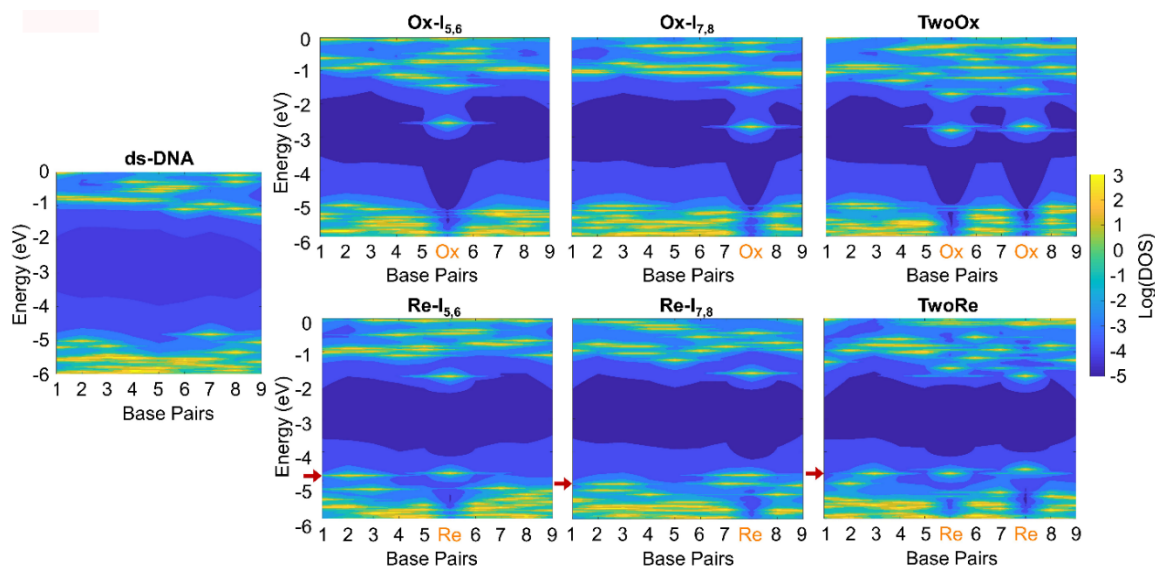 Ox-I5,6
Ox-I7,8
TwoOx
Energy (eV)
0
-1
-2
-3
-4
-5
-6
1 2 3 4 5 Ox 7 8 9
1 2 3 4 5 6 7 Ox 9
1 2 3 4 5 Ox 7 Ox 9
Base Pairs
Base Pairs
Base Pairs
ds-DNA
Energy (eV)
0
-1
-2
-3
-4
-5
-6
1 2 3 4 5 6 7 8 9
Base Pairs
Re-I5,6
Re-I7,8
TwoRe
Energy (eV)
0
-1
-2
-3
-4
-5
-6
1 2 3 4 5 Re 7 8 9
1 2 3 4 5 6 7 Re 9
1 2 3 4 5 Re 7 Re 9
Base Pairs
Base Pairs
Base Pairs
3
2
1
0
-1
-2
-3
-4
-5
Log(DOS)